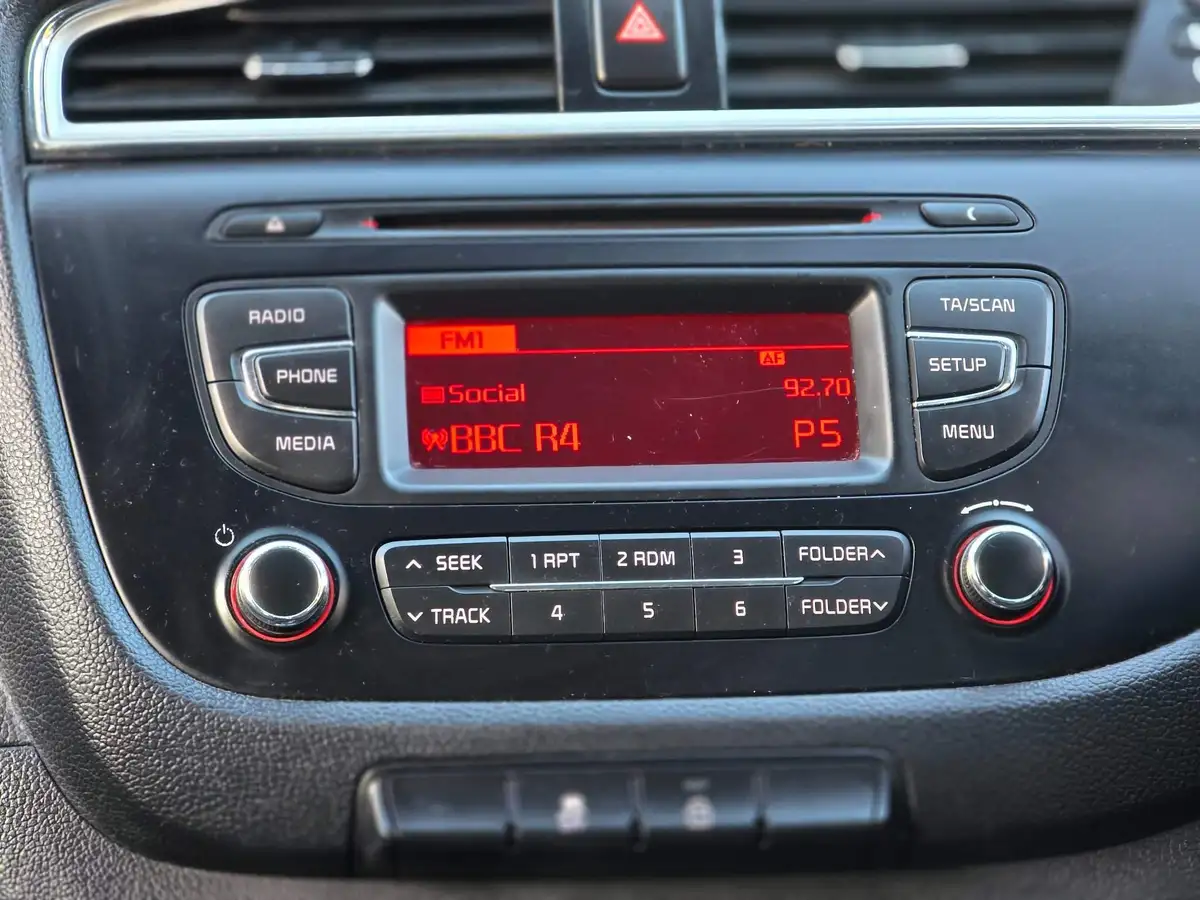 RADIO
PHONE
MEDIA
FM1
AF
Social 92.70
BBC R4 P5
TA/SCAN
SETUP
MENU
SEEK 1 RPT 2 RDM 3 FOLDER
TRACK 4 5 6 FOLDER